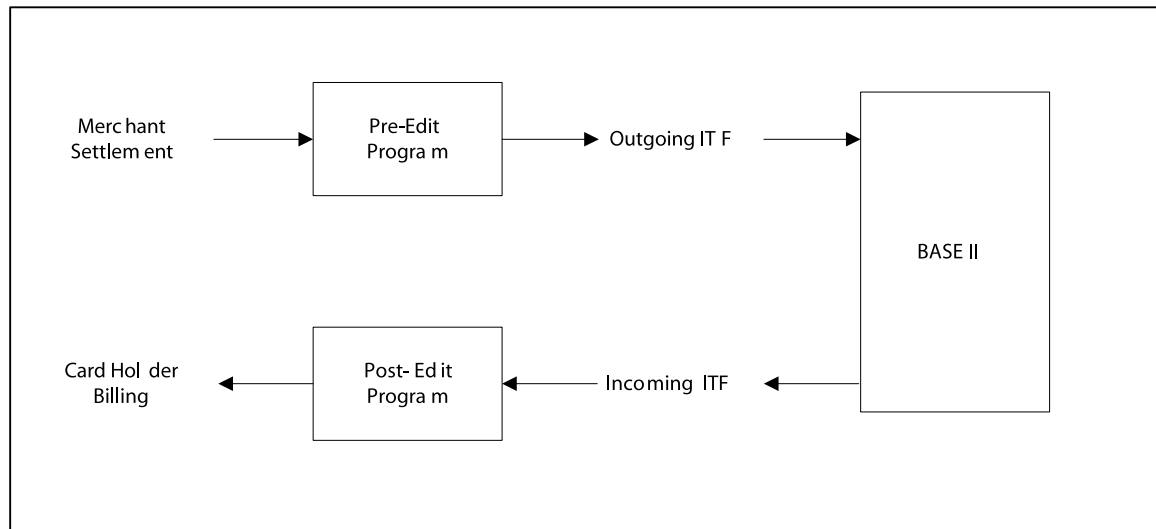 Merchant
Settlement
Pre-Edit
Program
Outgoing ITF
BASE II
Card Holder
Billing
Post-Edit
Program
Incoming ITF